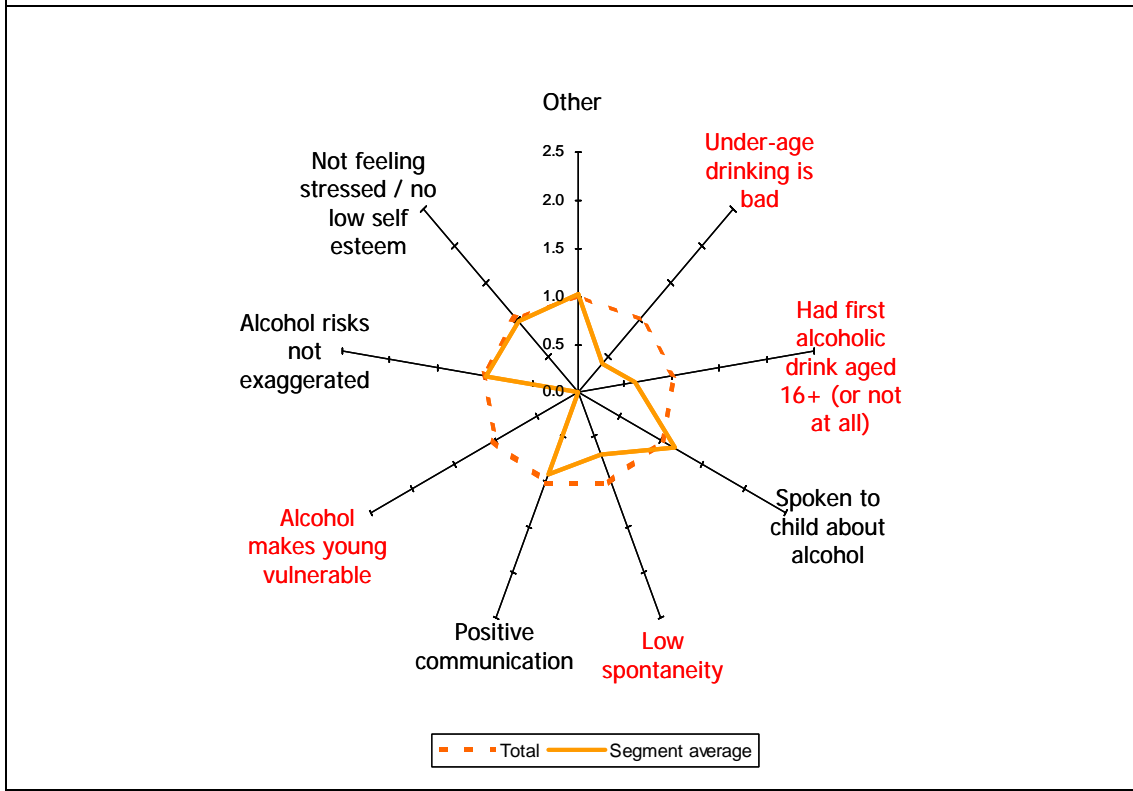 Other
Under-age
drinking is
bad
Not feeling
stressed / no
low self
esteem
2.5
2.0
1.5
1.0
0.5
0.0
Had first
alcoholic
drink aged
16+ (or not
at all)
Alcohol risks
not
exaggerated
Spoken to
child about
alcohol
Alcohol
makes young
vulnerable
Positive
communication
Low
spontaneity
Total
Segment average